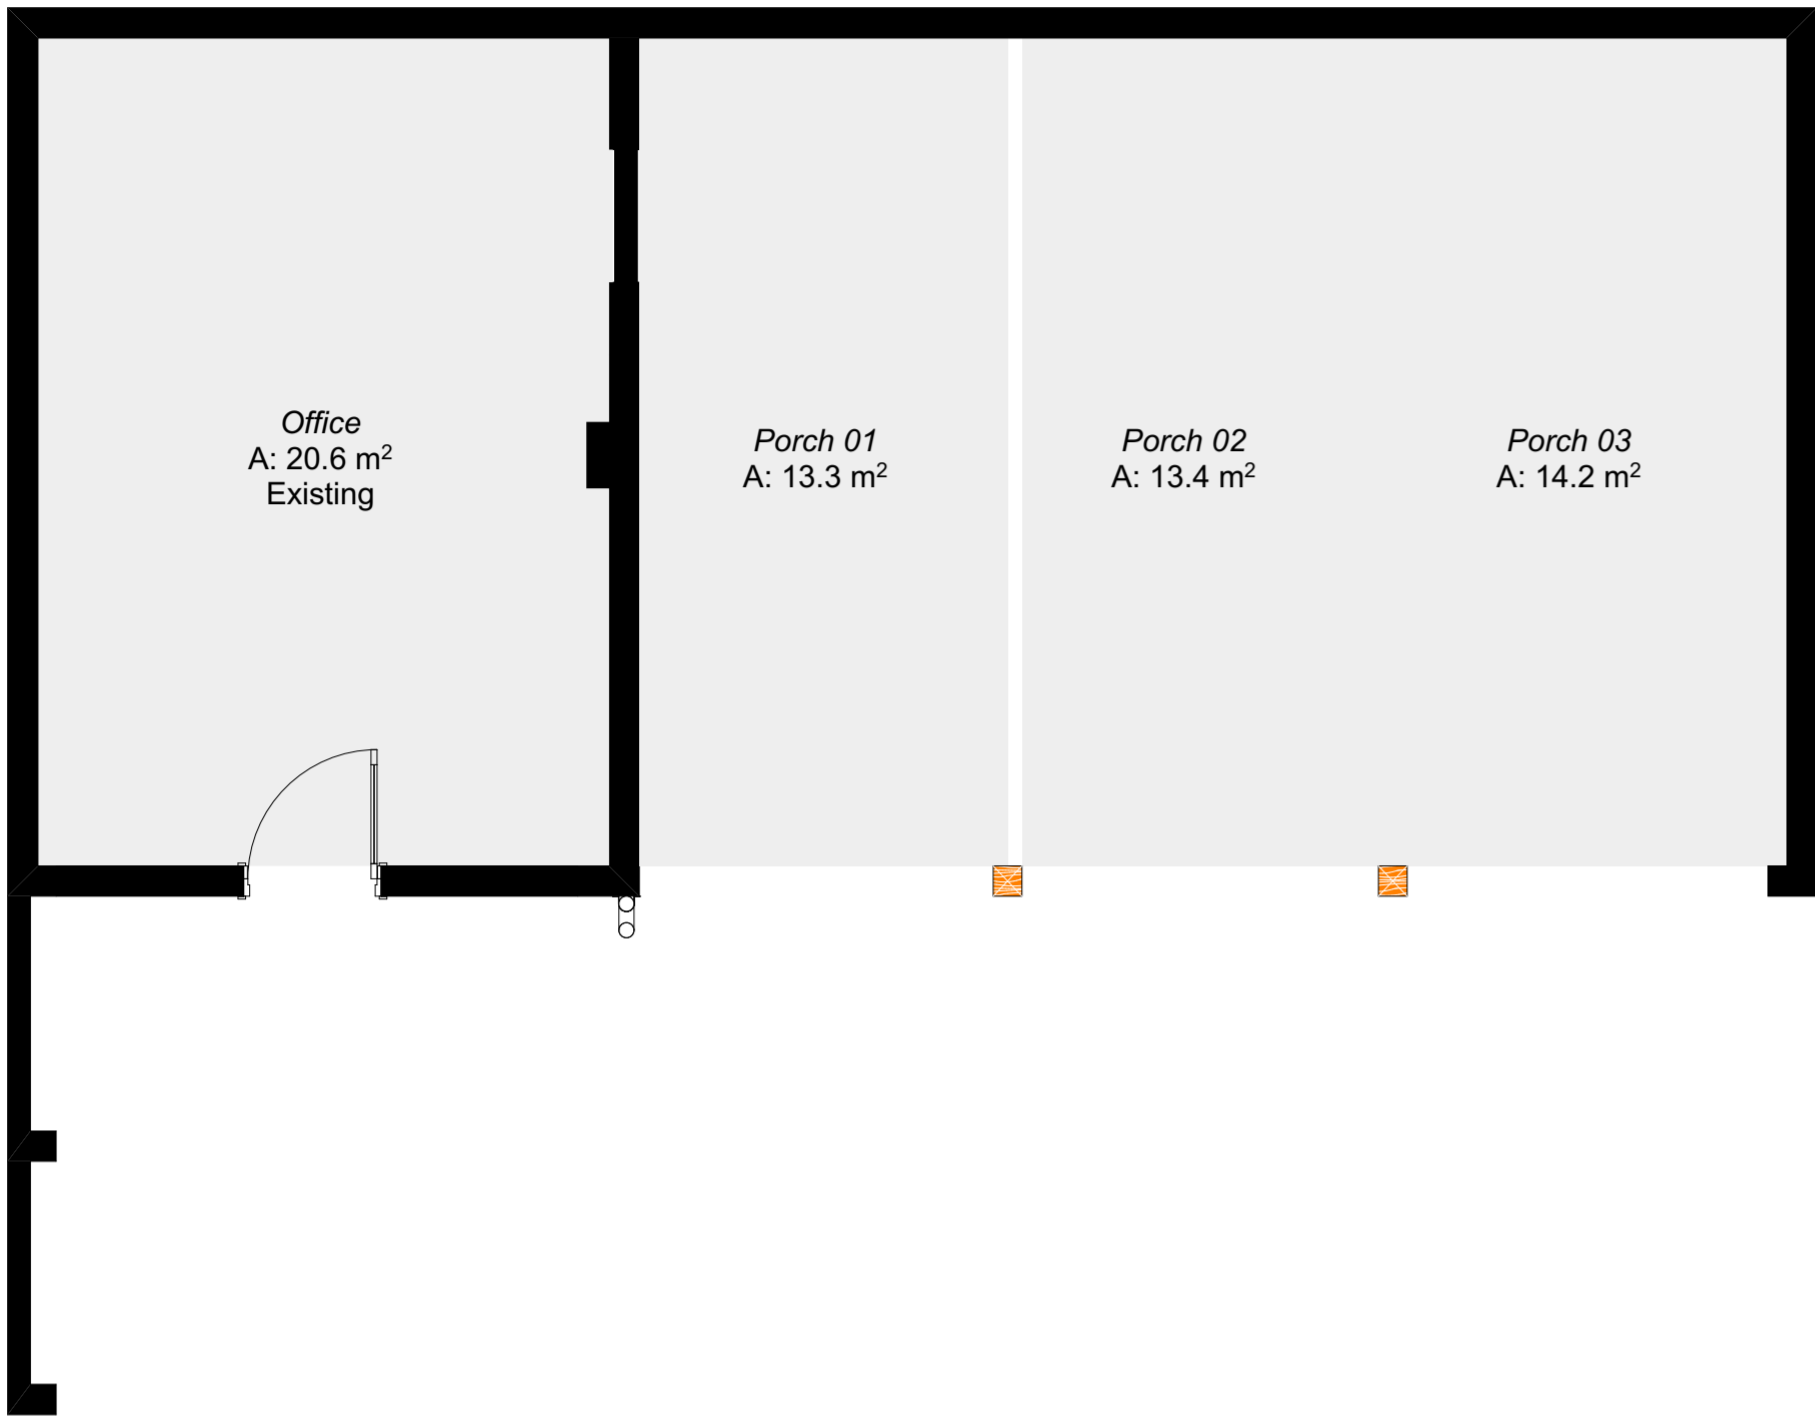 Office
A: 20.6 m²
Existing
Porch 01
A: 13.3 m²
Porch 02
A: 13.4 m²
Porch 03
A: 14.2 m²